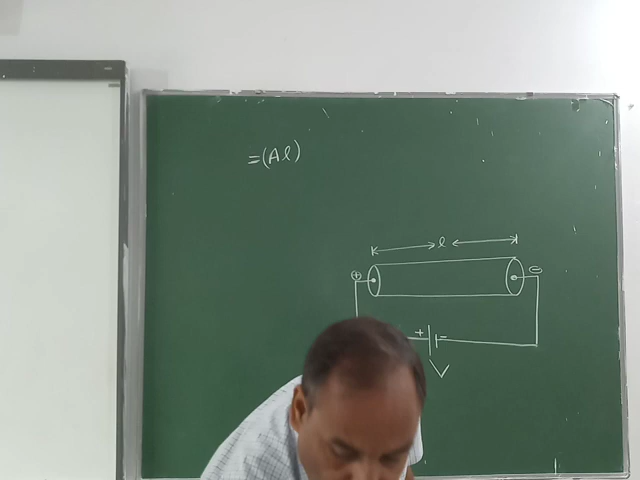 =(Al)
l
+ -
+ -
V